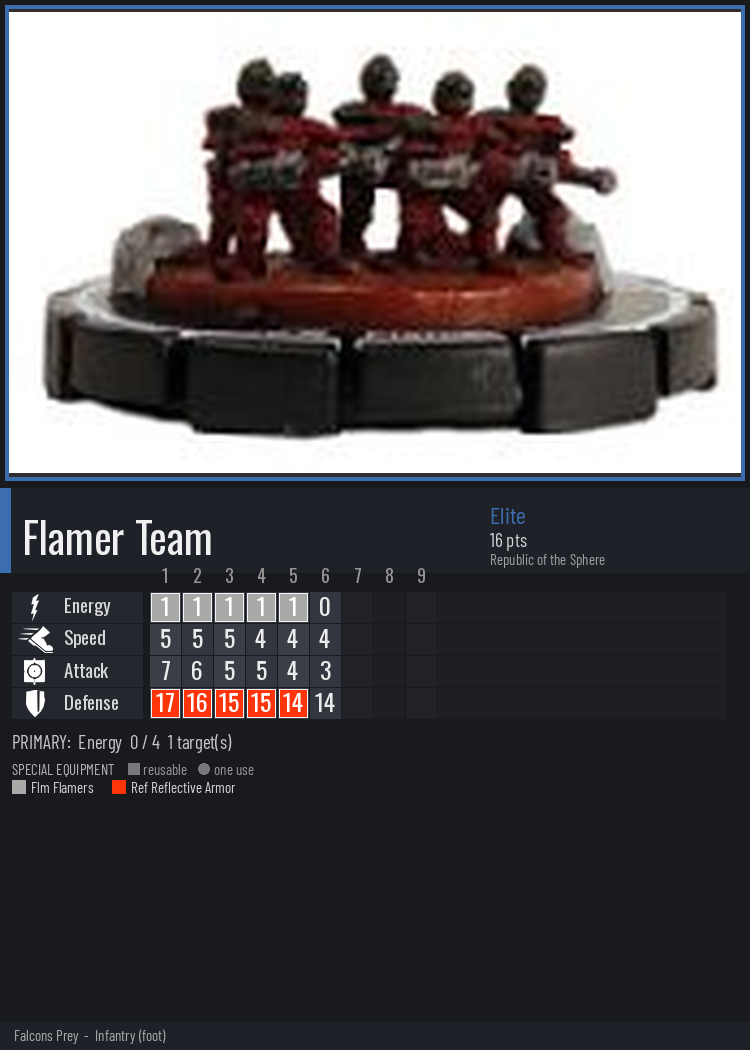 Flamer Team
Elite
16 pts
Republic of the Sphere
1 2 3 4 5 6 7 8 9
Energy 1 1 1 1 1 0
Speed 5 5 5 4 4 4
Attack 7 6 5 5 4 3
Defense 17 16 15 15 14 14
PRIMARY: Energy 0 / 4 1 target(s)
SPECIAL EQUIPMENT reusable one use
Flm Flamers Ref Reflective Armor
Falcons Prey - Infantry (foot)